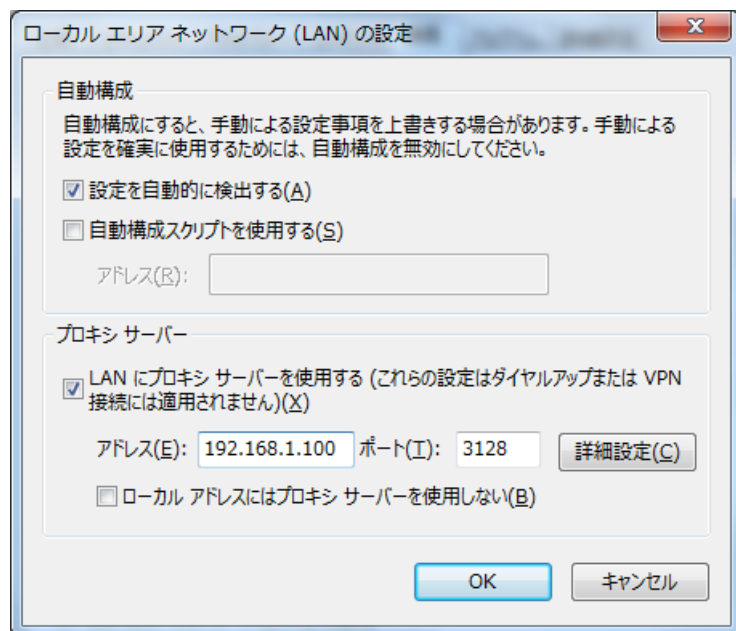 ローカル エリア ネットワーク (LAN) の設定
自動構成
自動構成にすると、手動による設定事項を上書きする場合があります。手動による
設定を確実に使用するためには、自動構成を無効にしてください。
設定を自動的に検出する(A)
自動構成スクリプトを使用する(S)
アドレス(R):
プロキシ サーバー
LAN にプロキシ サーバーを使用する (これらの設定はダイヤルアップまたは VPN
接続には適用されません)(X)
アドレス(E): 192.168.1.100 ポート(T): 3128 詳細設定(C)
ローカル アドレスにはプロキシ サーバーを使用しない(B)
OK キャンセル